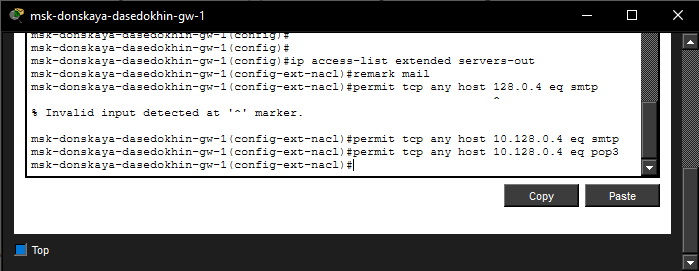 msk-donskaya-dasedokhin-gw-1
msk-donskaya-dasedokhin-gw-1(config)#
msk-donskaya-dasedokhin-gw-1(config)#
msk-donskaya-dasedokhin-gw-1(config)#ip access-list extended servers-out
msk-donskaya-dasedokhin-gw-1(config-ext-nacl)#remark mail
msk-donskaya-dasedokhin-gw-1(config-ext-nacl)#permit tcp any host 128.0.4 eq smtp
^
% Invalid input detected at '^' marker.
msk-donskaya-dasedokhin-gw-1(config-ext-nacl)#permit tcp any host 10.128.0.4 eq smtp
msk-donskaya-dasedokhin-gw-1(config-ext-nacl)#permit tcp any host 10.128.0.4 eq pop3
msk-donskaya-dasedokhin-gw-1(config-ext-nacl)#
Copy Paste
Top